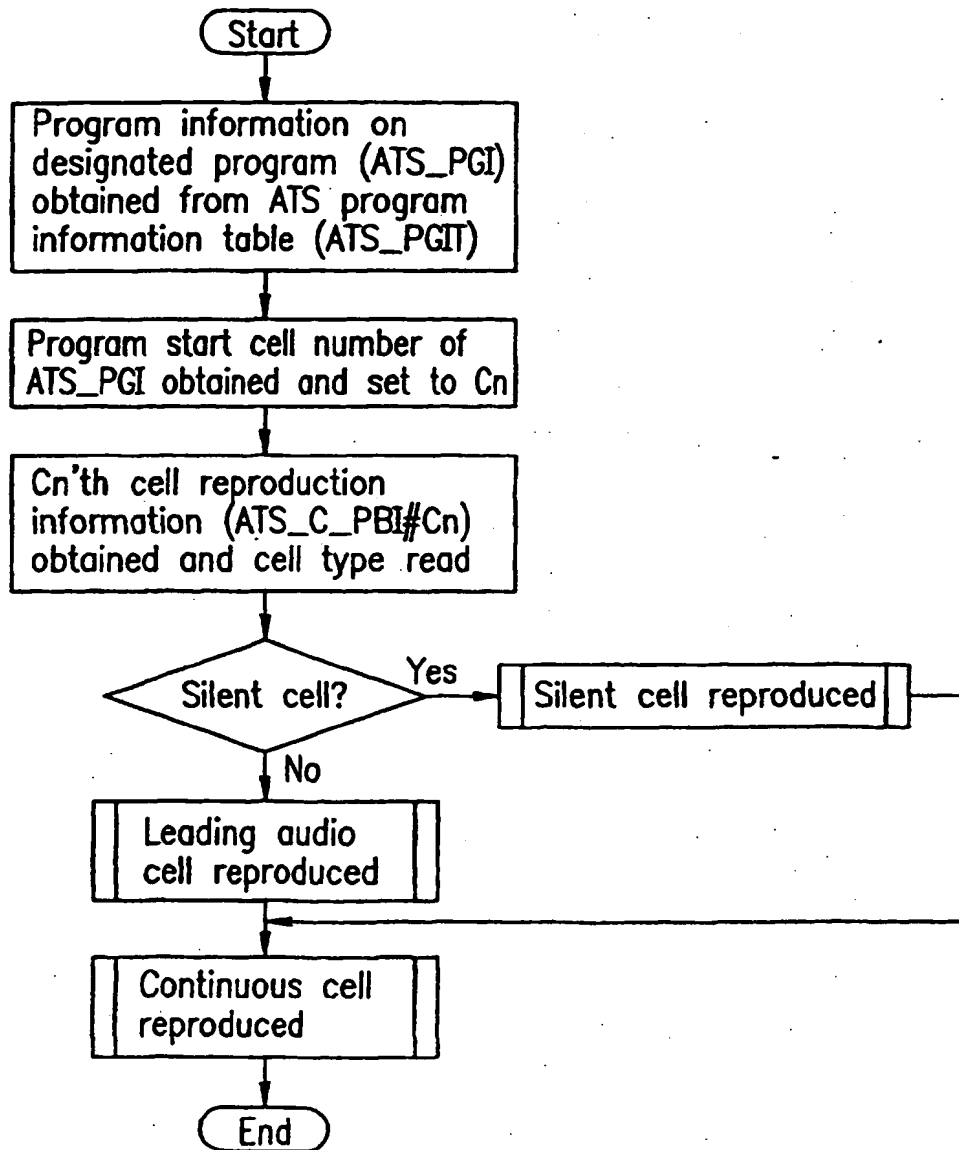 Start
Program information on
designated program (ATS_PGI)
obtained from ATS program
information table (ATS_PGIT)
Program start cell number of
ATS_PGI obtained and set to Cn
Cn'th cell reproduction
information (ATS_C_PBI#Cn)
obtained and cell type read
Silent cell?
Yes
Silent cell reproduced
No
Leading audio
cell reproduced
Continuous cell
reproduced
End